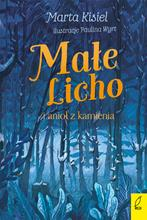 Marta Kisiel
ilustracje Paulina Wyrt
Małe
Licho
i anioł z kamienia